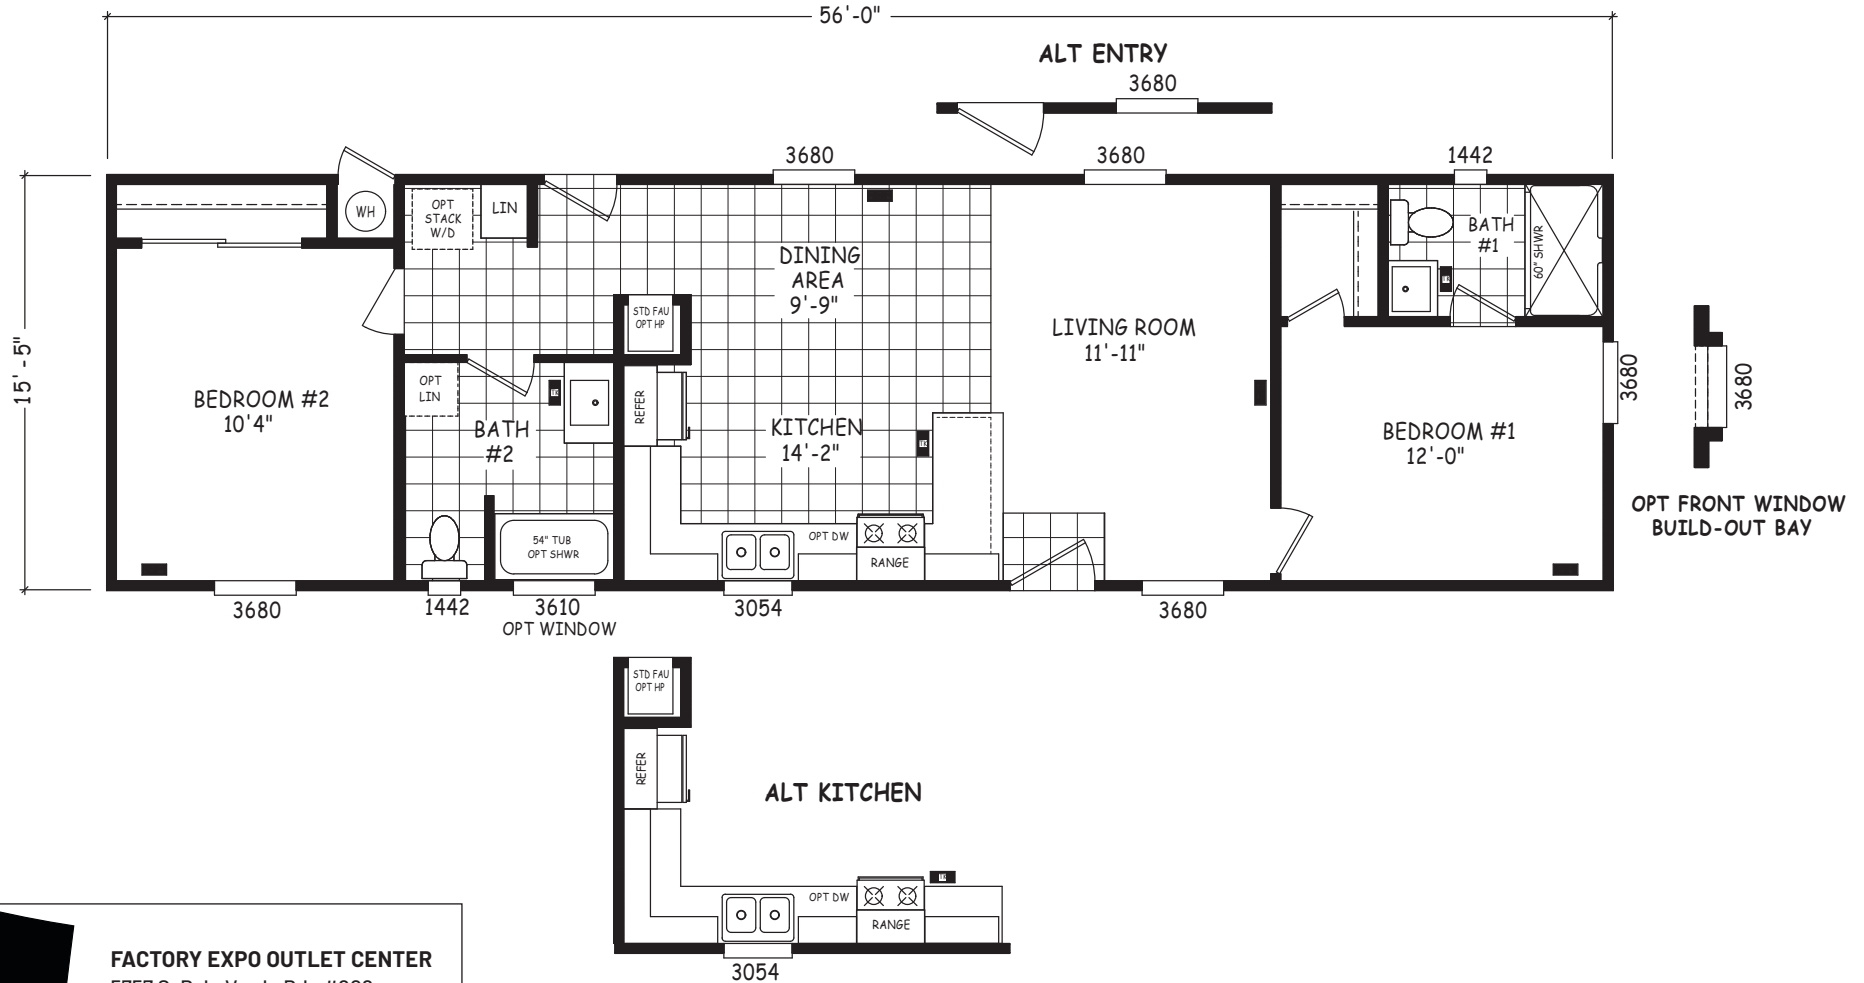 56'-0"
ALT ENTRY
3680
3680
3680
1442
15'-5"
WH
OPT
STACK
W/D
LIN
BATH
#1
60" SHWR
DINING
AREA
9'-9"
STD FAU
OPT HP
LIVING ROOM
11'-11"
3680
3680
BEDROOM #2
10'4"
OPT
LIN
REFER
BATH
#2
KITCHEN
14'-2"
BEDROOM #1
12'-0"
OPT FRONT WINDOW
BUILD-OUT BAY
54" TUB
OPT SHWR
OPT DW
RANGE
3680
1442
3610
OPT WINDOW
3054
3680
STD FAU
OPT HP
REFER
ALT KITCHEN
OPT DW
RANGE
3054
FACTORY EXPO OUTLET CENTER